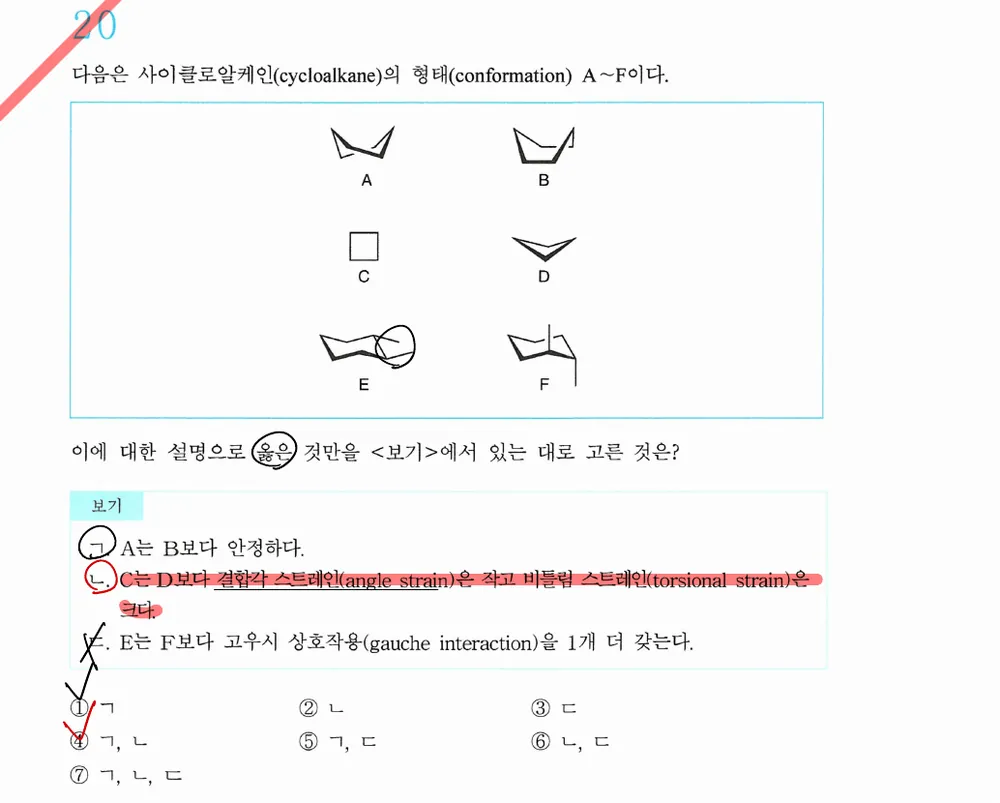 20
다음은 사이클로알케인(cycloalkane)의 형태(conformation) A～F이다.
A
B
C
D
E
F
이에 대한 설명으로 옳은 것만을 <보기>에서 있는 대로 고른 것은?
보기
ㄱ. A는 B보다 안정하다.
ㄴ. C는 D보다 결합각 스트레인(angle strain)은 작고 비틀림 스트레인(torsional strain)은
크다.
ㄷ. E는 F보다 고우시 상호작용(gauche interaction)을 1개 더 갖는다.
① ㄱ ② ㄴ ③ ㄷ
④ ㄱ, ㄴ ⑤ ㄱ, ㄷ ⑥ ㄴ, ㄷ
⑦ ㄱ, ㄴ, ㄷ